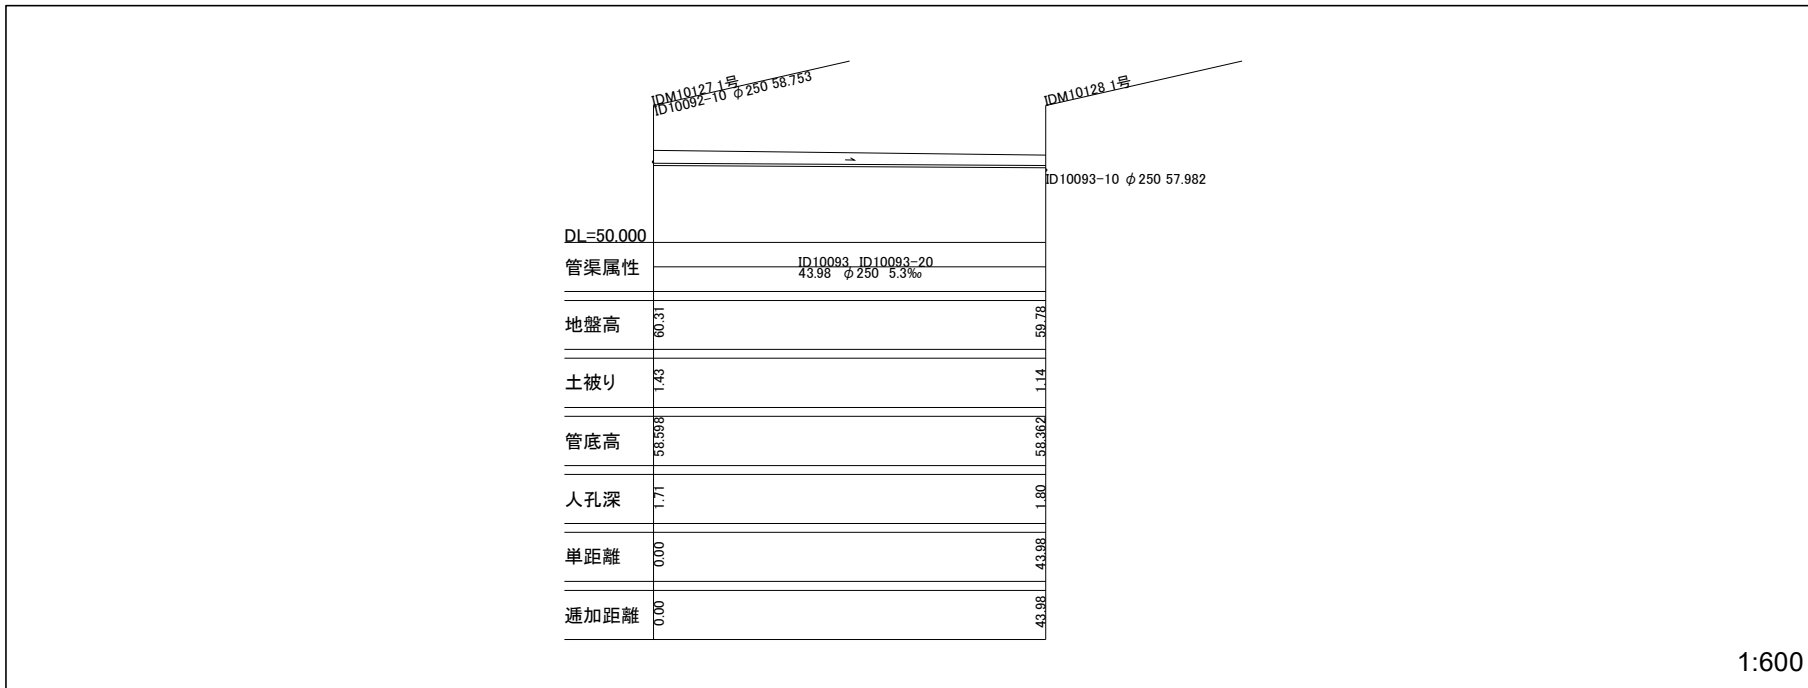 IDM10127 1号
ID10092-10 φ250 58.753
IDM10128 1号
ID10093-10 φ250 57.982
DL=50.000
管渠属性
ID10093, ID10093-20
43.98 φ250 5.3‰
地盤高 60.31 59.78
土被り 1.43 1.14
管底高 58.598 58.362
人孔深 1.71 1.80
単距離 0.00 43.98
逓加距離 0.00 43.98
1:600